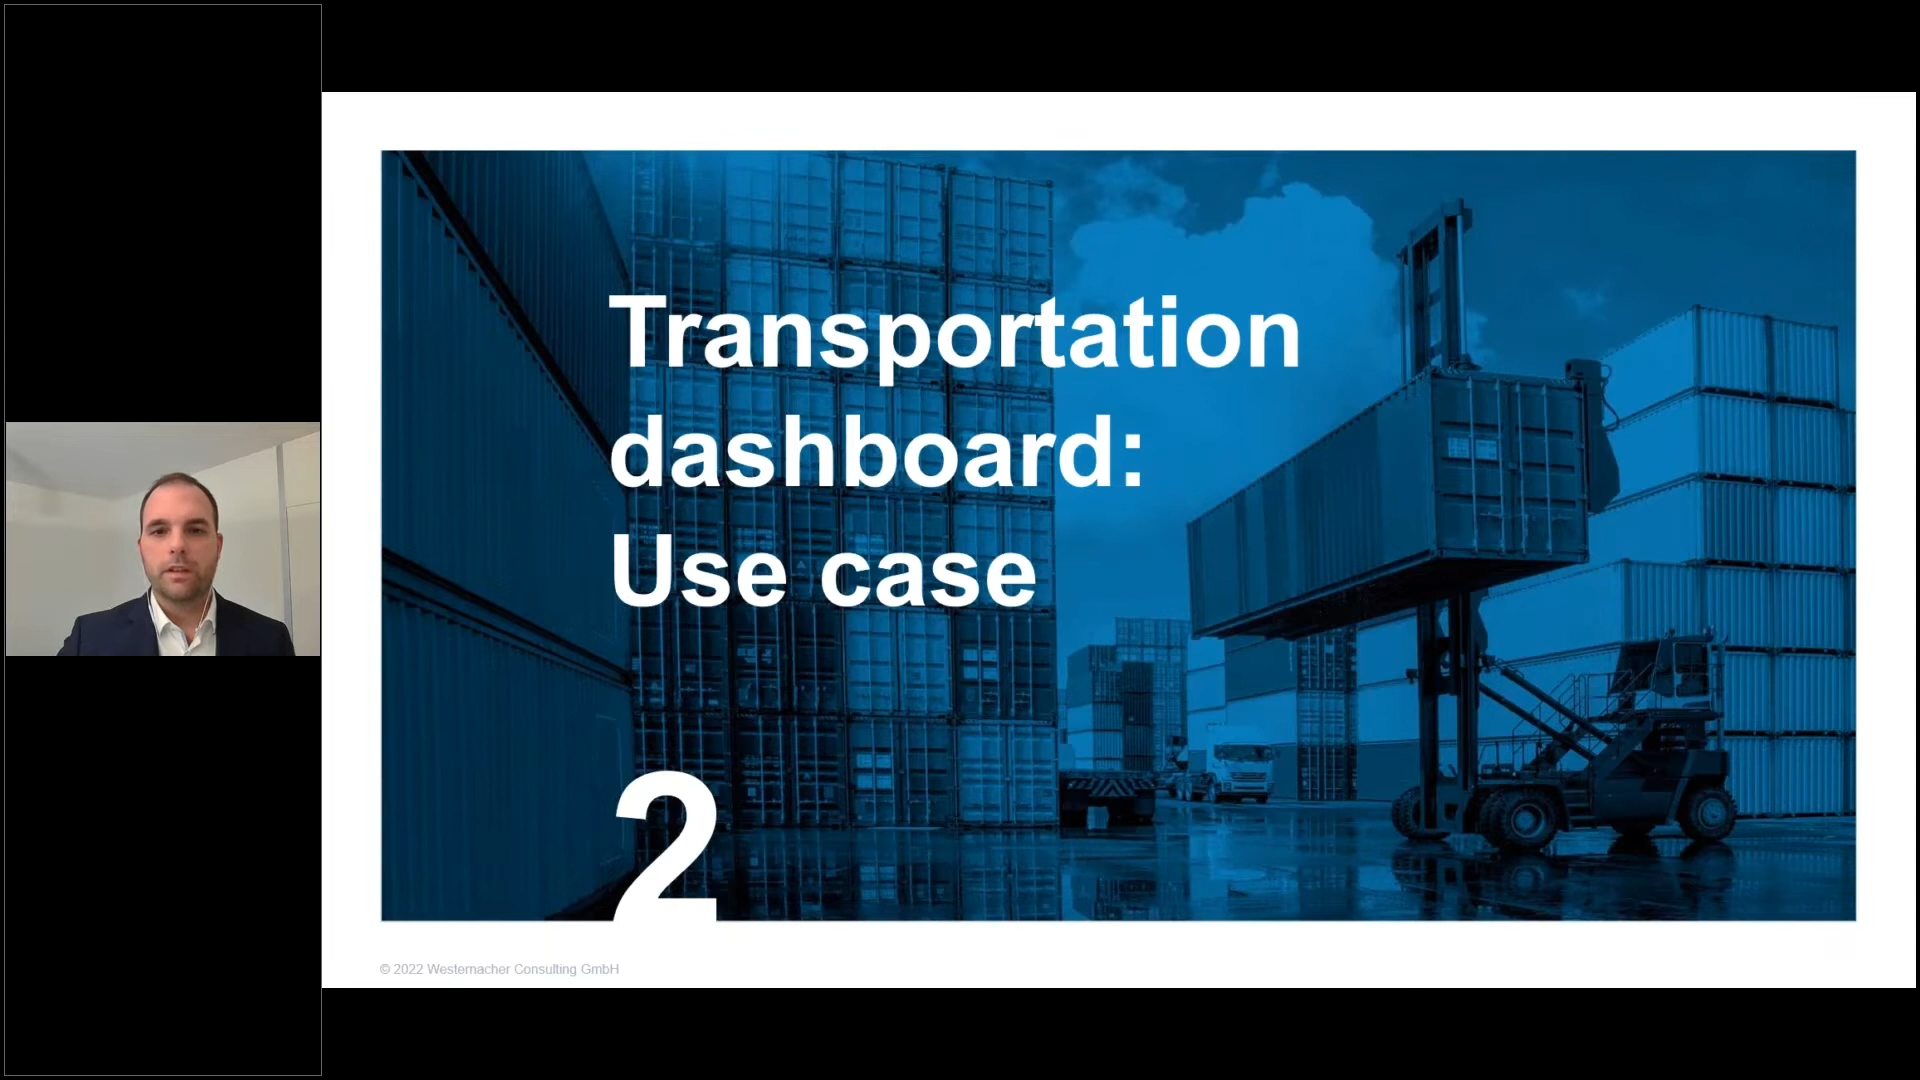 Transportation
dashboard:
Use case
2
© 2022 Westernacher Consulting GmbH